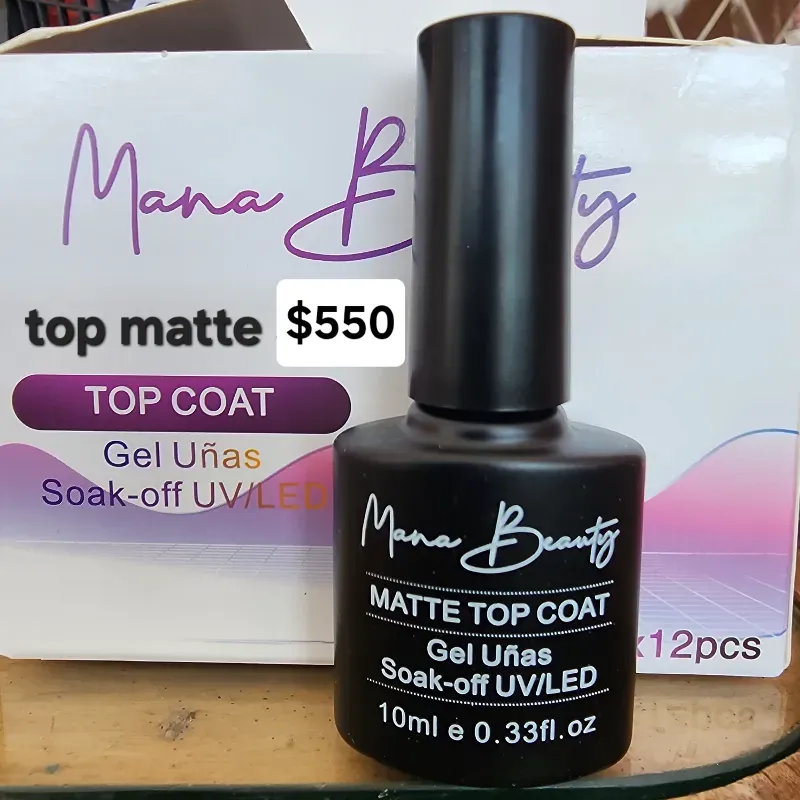 Mana Beauty
top matte $550
TOP COAT
Gel Uñas
Soak-off UV/LED
x12pcs
Mana Beauty
MATTE TOP COAT
Gel Uñas
Soak-off UV/LED
10ml e 0.33fl.oz